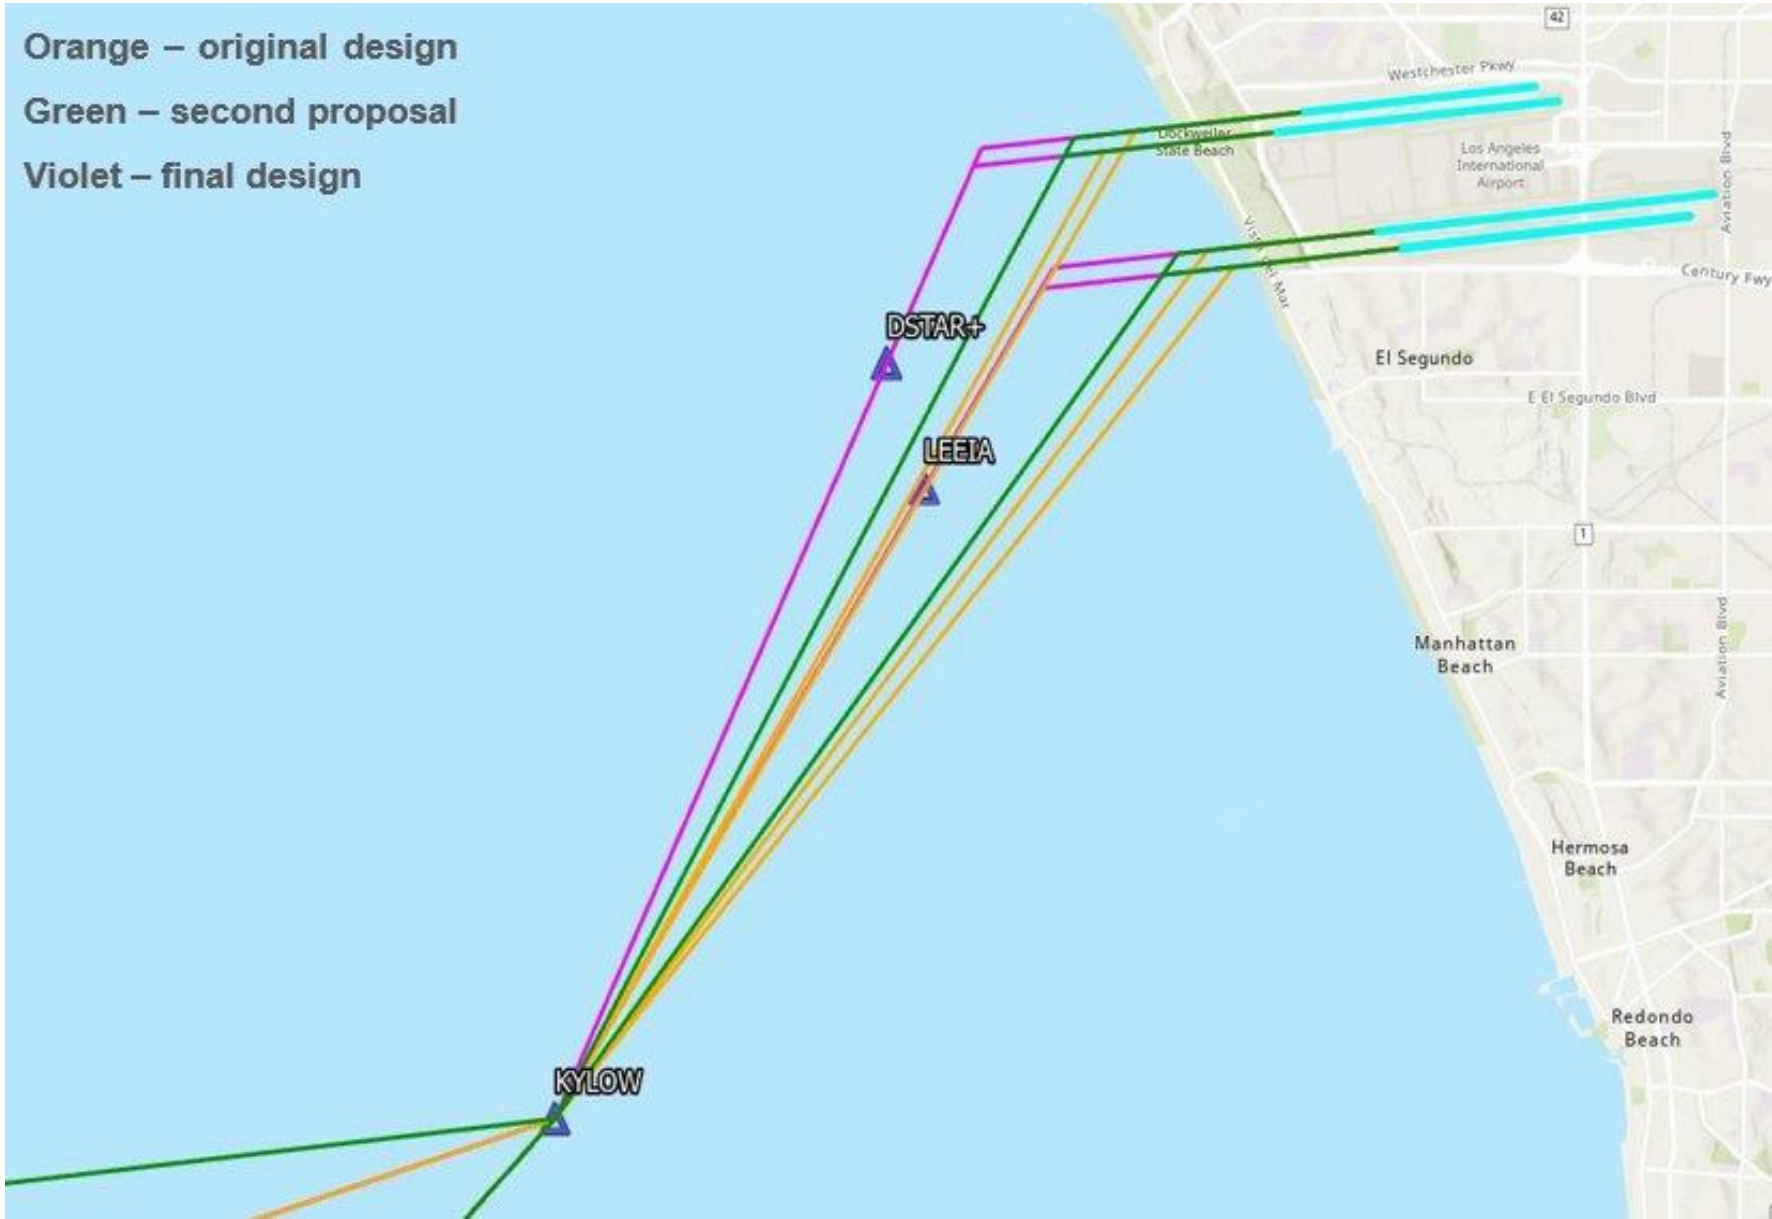 Orange – original design
Green – second proposal
Violet – final design
42
Westchester Pkwy
Dockweiler
State Beach
Los Angeles
International
Airport
Aviation Blvd
Vista Del Mar
Century Fwy
DSTAR+
El Segundo
E El Segundo Blvd
LEEIA
1
Manhattan
Beach
Aviation Blvd
Hermosa
Beach
Redondo
Beach
KYLOW